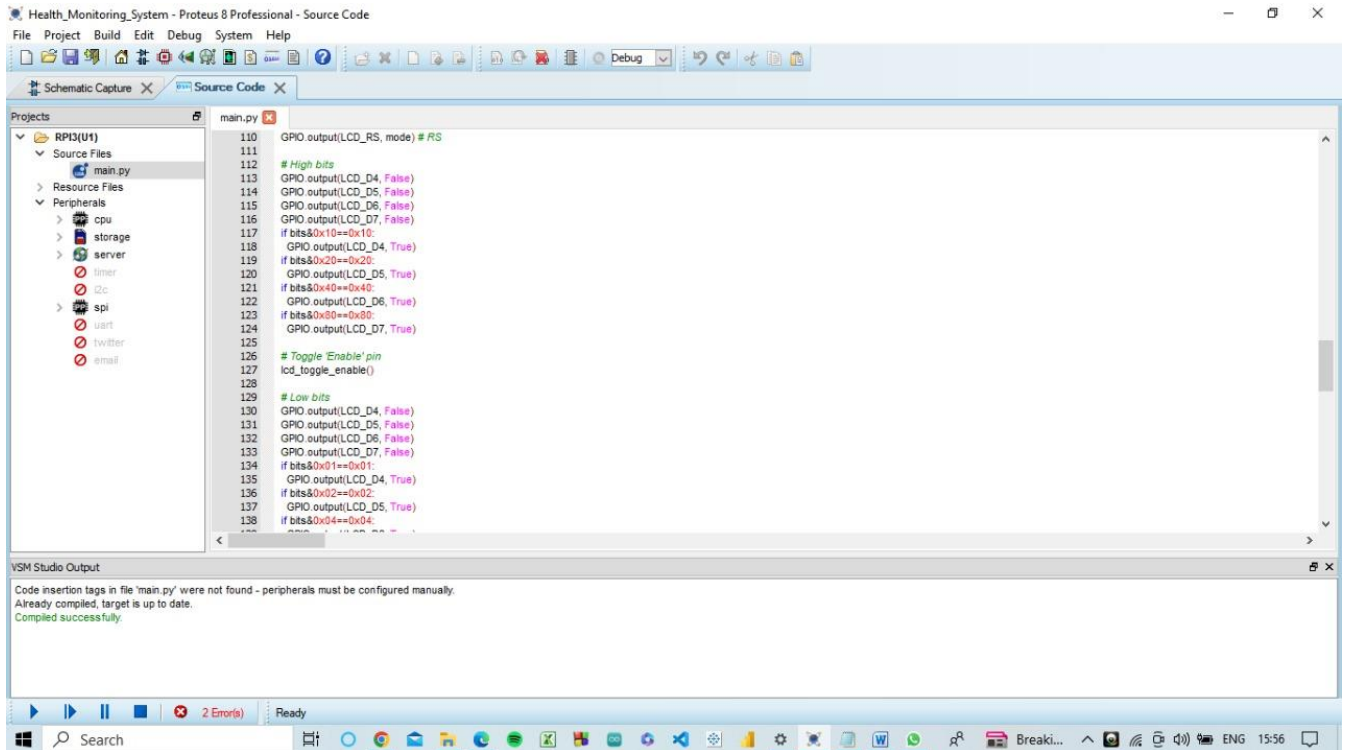 Health_Monitoring_System - Proteus 8 Professional - Source Code
File Project Build Edit Debug System Help
Debug
Schematic Capture
Source Code
Projects
RPI3(U1)
Source Files
main.py
Resource Files
Peripherals
cpu
storage
server
timer
i2c
spi
uart
twitter
email
main.py
110 GPIO.output(LCD_RS, mode) # RS
111
112 # High bits
113 GPIO.output(LCD_D4, False)
114 GPIO.output(LCD_D5, False)
115 GPIO.output(LCD_D6, False)
116 GPIO.output(LCD_D7, False)
117 if bits&0x10==0x10:
118 GPIO.output(LCD_D4, True)
119 if bits&0x20==0x20:
120 GPIO.output(LCD_D5, True)
121 if bits&0x40==0x40:
122 GPIO.output(LCD_D6, True)
123 if bits&0x80==0x80:
124 GPIO.output(LCD_D7, True)
125
126 # Toggle 'Enable' pin
127 lcd_toggle_enable()
128
129 # Low bits
130 GPIO.output(LCD_D4, False)
131 GPIO.output(LCD_D5, False)
132 GPIO.output(LCD_D6, False)
133 GPIO.output(LCD_D7, False)
134 if bits&0x01==0x01:
135 GPIO.output(LCD_D4, True)
136 if bits&0x02==0x02:
137 GPIO.output(LCD_D5, True)
138 if bits&0x04==0x04:
VSM Studio Output
Code insertion tags in file 'main.py' were not found - peripherals must be configured manually.
Already compiled, target is up to date.
Compiled successfully.
2 Error(s) Ready
Search
Breaki...
ENG 15:56